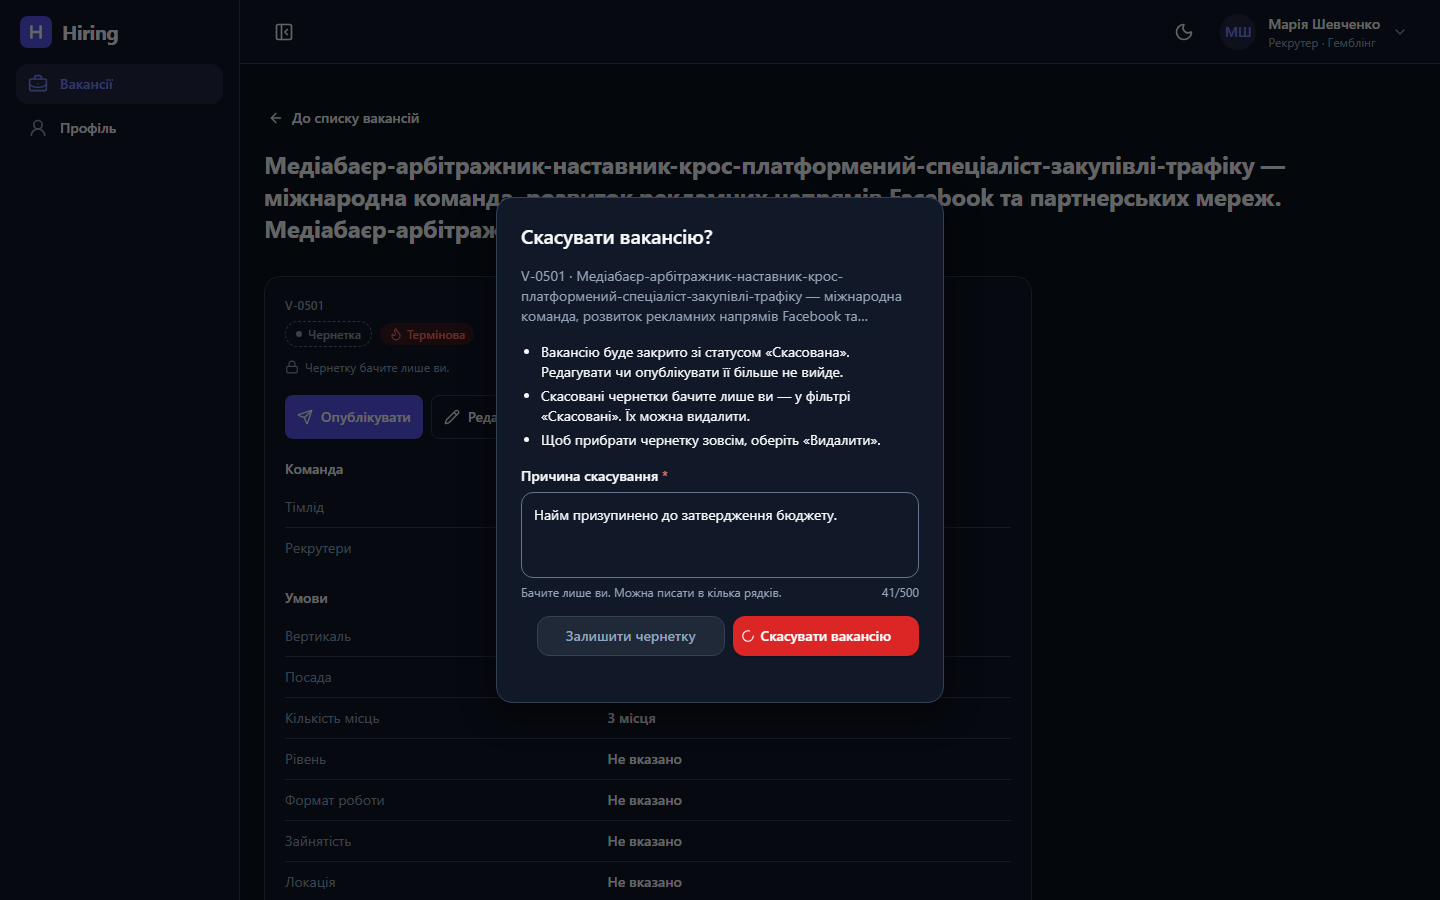 H Hiring
МШ Марія Шевченко
Рекрутер · Гемблінг
Вакансії
Профіль
До списку вакансій
Медіабаєр-арбітражник-наставник-крос-платформений-спеціаліст-закупівлі-трафіку —
міжнародна команда, розвиток рекламних напрямів Facebook та партнерських мереж.
Медіабаєр-арбітраж
V-0501
Чернетка Термінова
Чернетку бачите лише ви.
Опублікувати Реда
Команда
Тімлід
Рекрутери
Умови
Вертикаль
Посада
Кількість місць 3 місця
Рівень Не вказано
Формат роботи Не вказано
Зайнятість Не вказано
Локація Не вказано
Скасувати вакансію?
V-0501 · Медіабаєр-арбітражник-наставник-крос-
платформений-спеціаліст-закупівлі-трафіку — міжнародна
команда, розвиток рекламних напрямів Facebook та...
Вакансію буде закрито зі статусом «Скасована».
Редагувати чи опублікувати її більше не вийде.
Скасовані чернетки бачите лише ви — у фільтрі
«Скасовані». Їх можна видалити.
Щоб прибрати чернетку зовсім, оберіть «Видалити».
Причина скасування *
Найм призупинено до затвердження бюджету.
Бачите лише ви. Можна писати в кілька рядків. 41/500
Залишити чернетку Скасувати вакансію